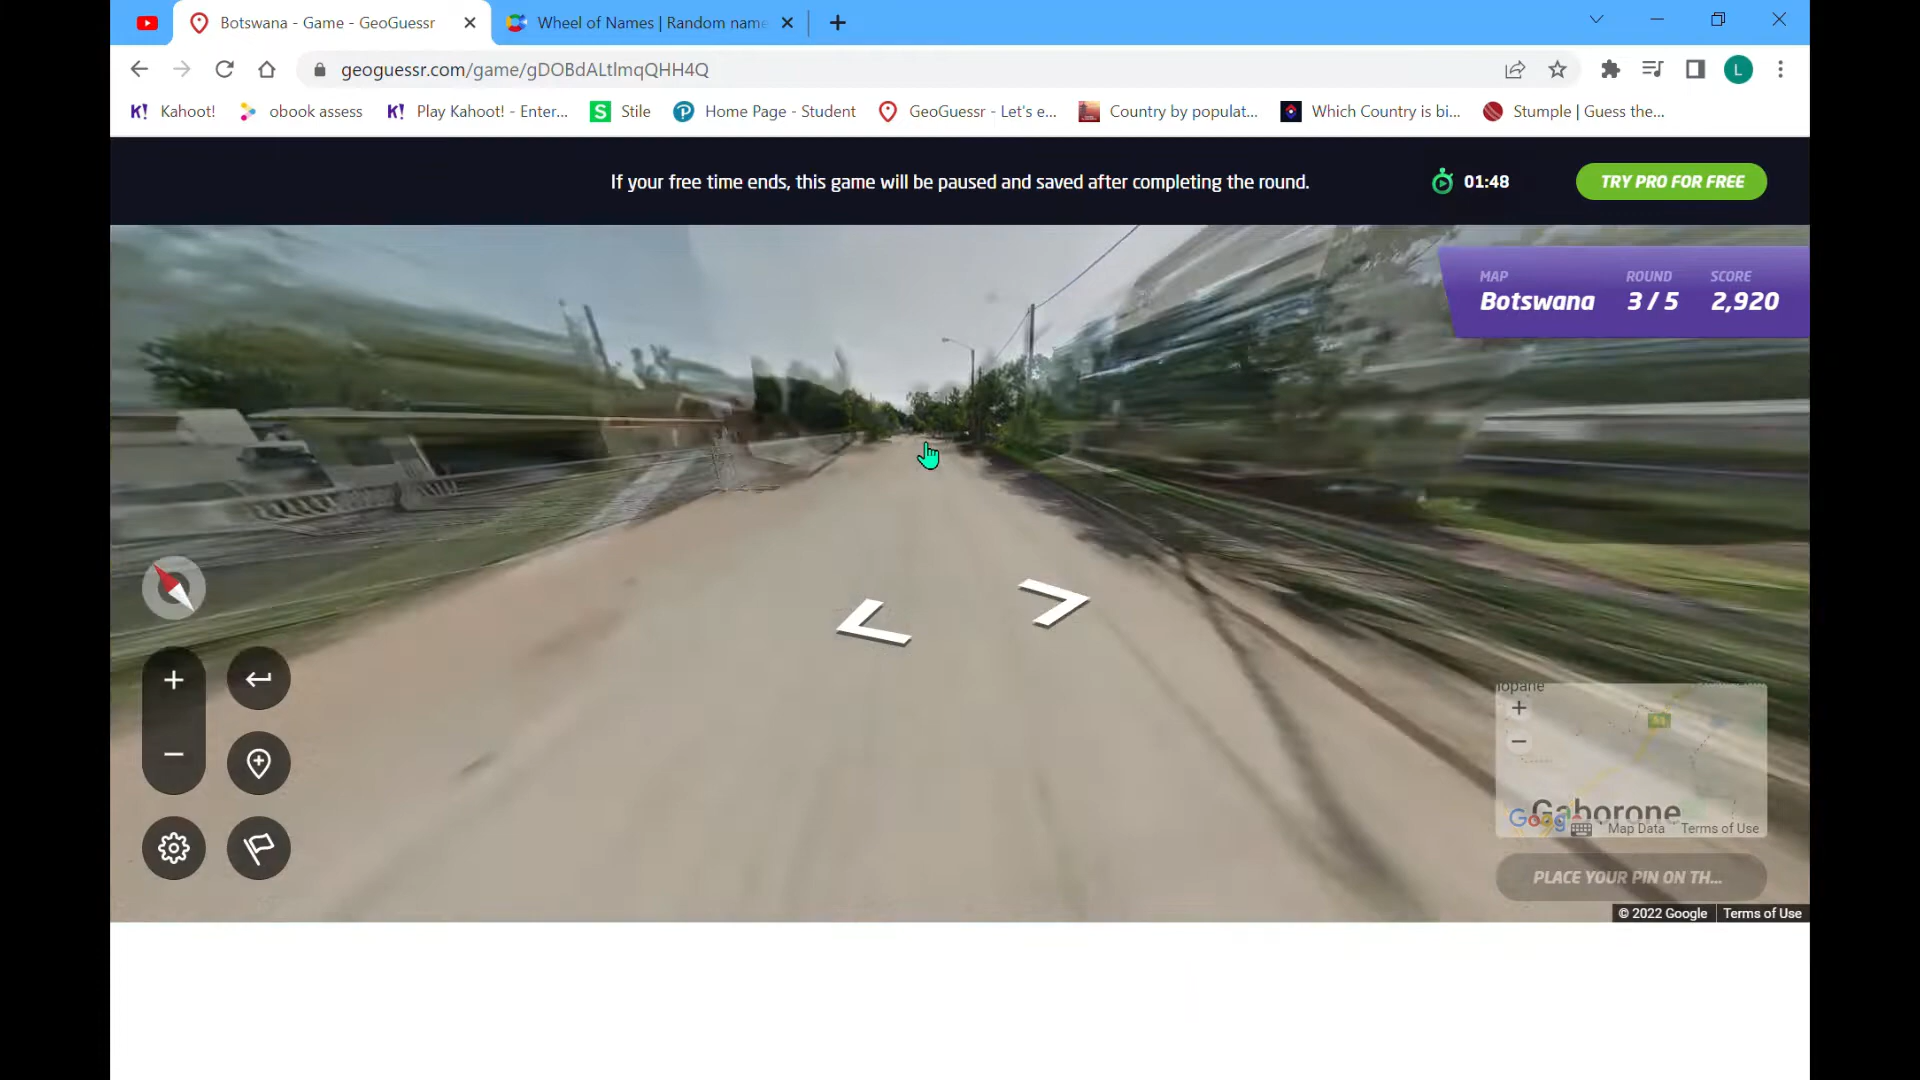 Botswana - Game - GeoGuessr
Wheel of Names | Random name
geoguessr.com/game/gDOBdALtlmqQHH4Q
L
K! Kahoot!
obook assess
K! Play Kahoot! - Enter...
S Stile
Home Page - Student
GeoGuessr - Let's e...
Country by populat...
Which Country is bi...
Stumple | Guess the...
If your free time ends, this game will be paused and saved after completing the round.
01:48
TRY PRO FOR FREE
MAP ROUND SCORE
Botswana 3 / 5 2,920
lopane
Gaborone
Map Data Terms of Use
PLACE YOUR PIN ON TH...
© 2022 Google Terms of Use